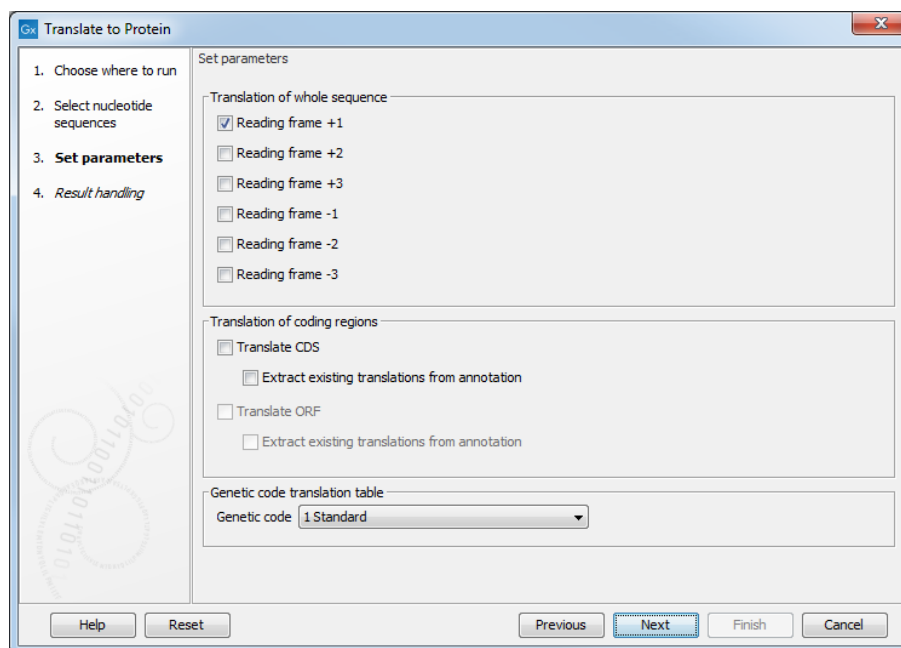 Gx Translate to Protein
1. Choose where to run
2. Select nucleotide
sequences
3. Set parameters
4. Result handling
Set parameters
Translation of whole sequence
Reading frame +1
Reading frame +2
Reading frame +3
Reading frame -1
Reading frame -2
Reading frame -3
Translation of coding regions
Translate CDS
Extract existing translations from annotation
Translate ORF
Extract existing translations from annotation
Genetic code translation table
Genetic code 1 Standard
Help Reset Previous Next Finish Cancel